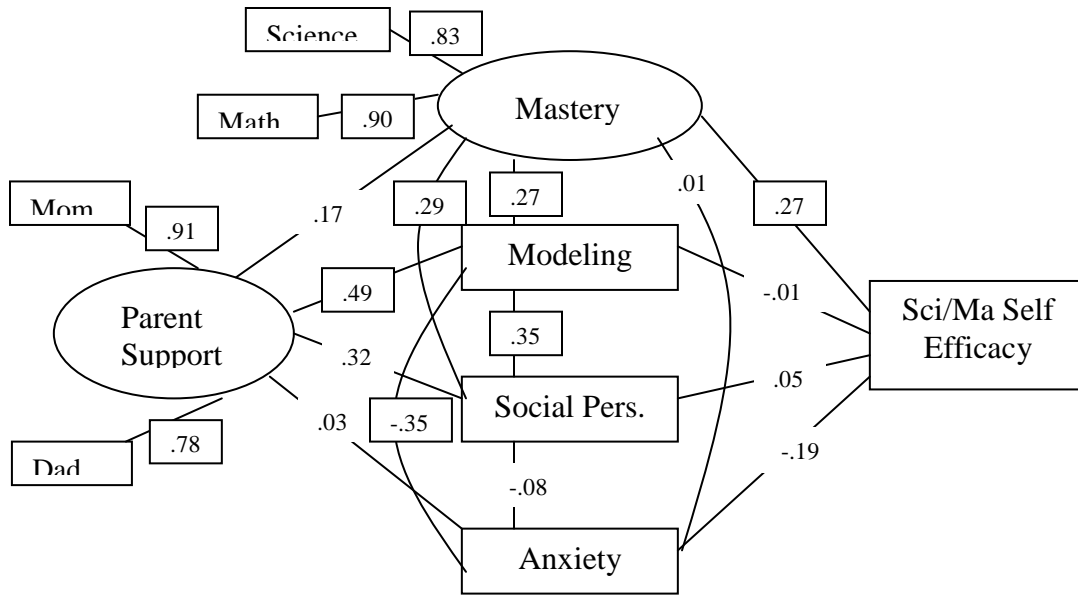 Science
.83
Mastery
Math
.90
.01
Mom
.17
.29
.27
.27
.91
Modeling
-.01
.49
Sci/Ma Self
Efficacy
Parent
Support
.35
.32
.05
Social Pers.
.03
-.35
.78
-.19
Dad
-.08
Anxiety